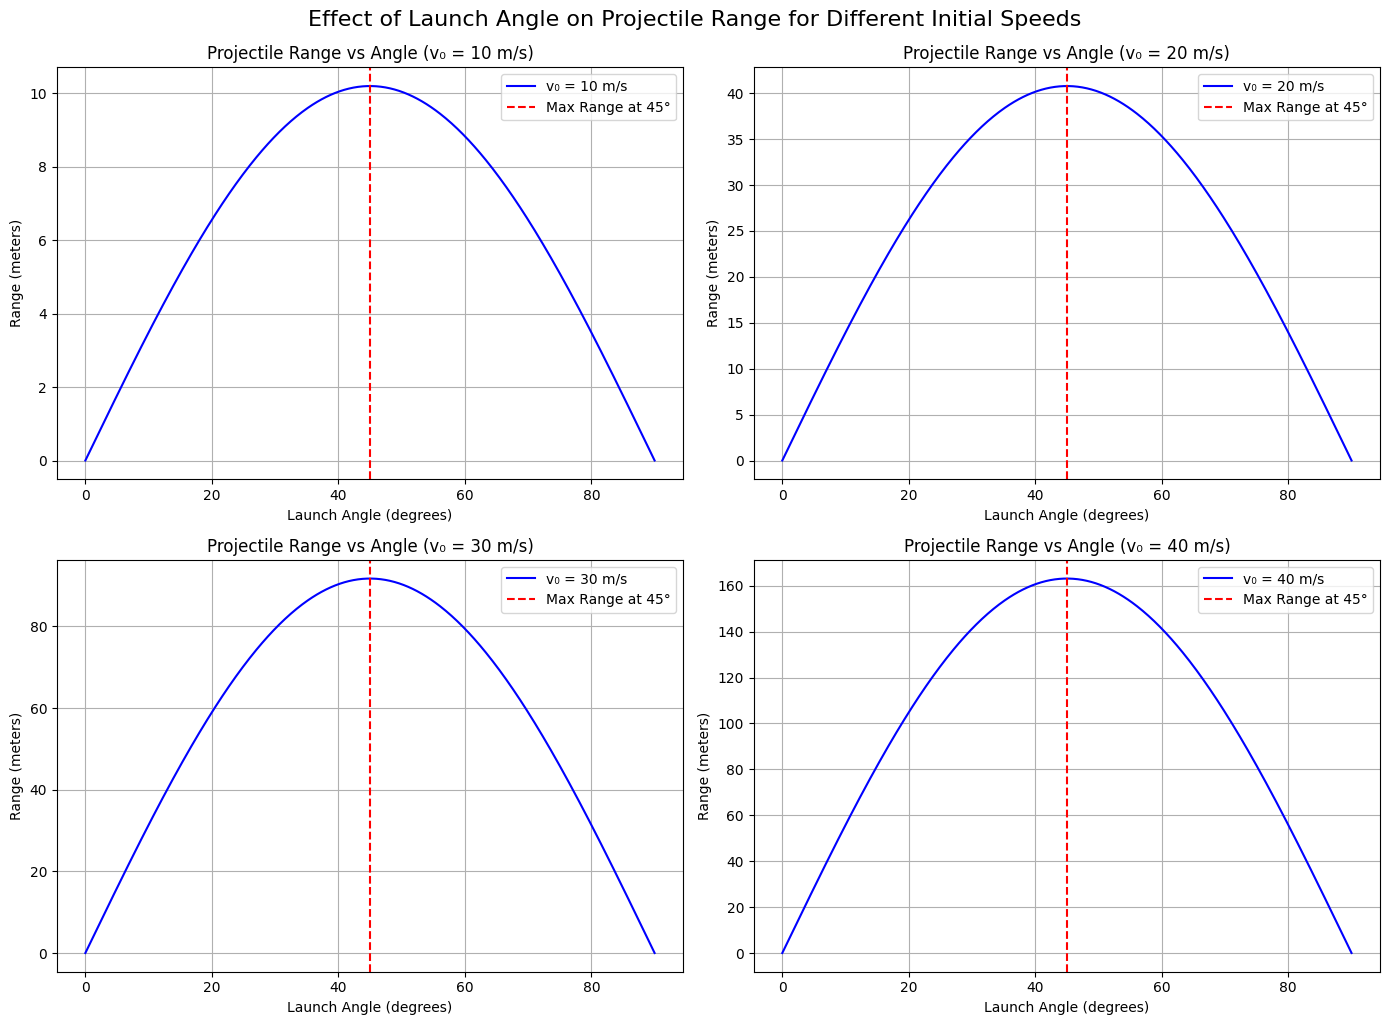 Effect of Launch Angle on Projectile Range for Different Initial Speeds
Projectile Range vs Angle (v₀ = 10 m/s)
v₀ = 10 m/s
Max Range at 45°
10
8
6
4
2
0
Range (meters)
0 20 40 60 80
Launch Angle (degrees)
Projectile Range vs Angle (v₀ = 20 m/s)
v₀ = 20 m/s
Max Range at 45°
40
35
30
25
20
15
10
5
0
Range (meters)
0 20 40 60 80
Launch Angle (degrees)
Projectile Range vs Angle (v₀ = 30 m/s)
v₀ = 30 m/s
Max Range at 45°
80
60
40
20
0
Range (meters)
0 20 40 60 80
Launch Angle (degrees)
Projectile Range vs Angle (v₀ = 40 m/s)
v₀ = 40 m/s
Max Range at 45°
160
140
120
100
80
60
40
20
0
Range (meters)
0 20 40 60 80
Launch Angle (degrees)